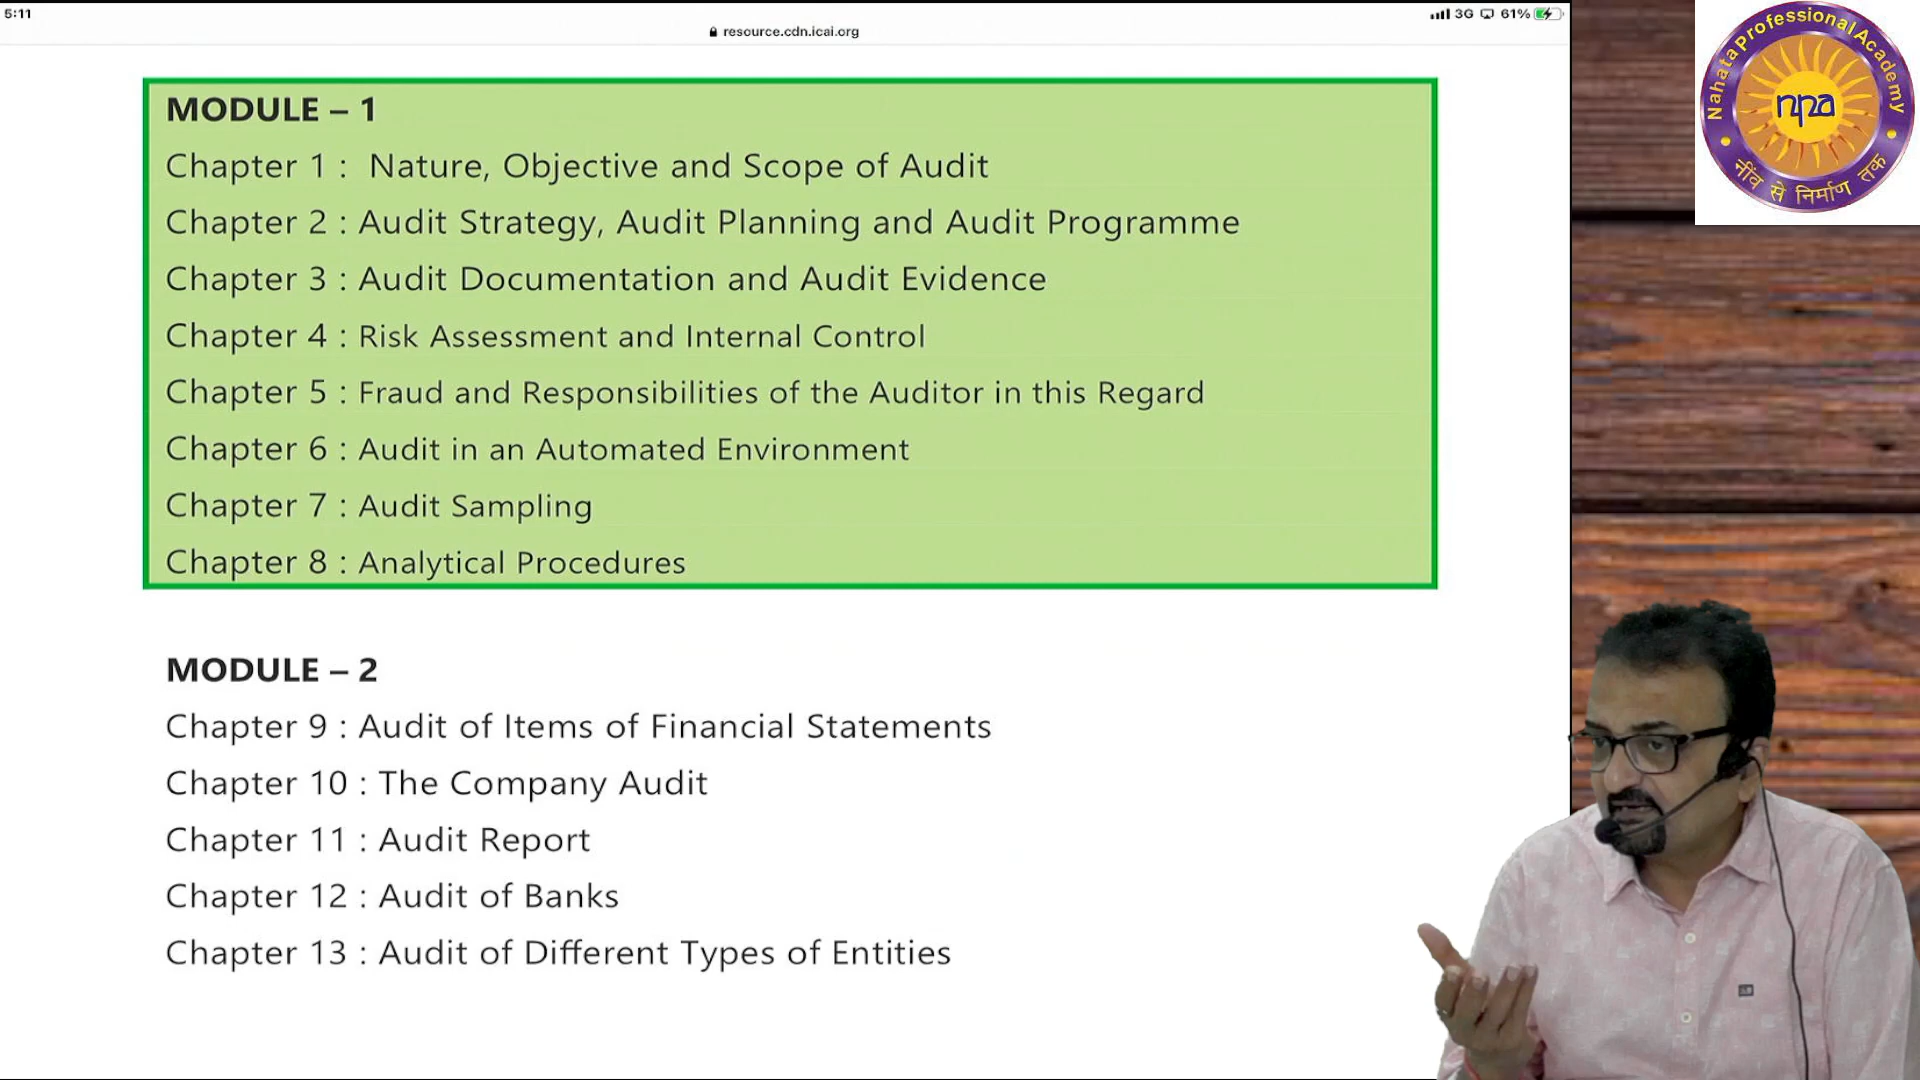 5:11
3G 61%
resource.cdn.icai.org
MODULE – 1
Chapter 1 : Nature, Objective and Scope of Audit
Chapter 2 : Audit Strategy, Audit Planning and Audit Programme
Chapter 3 : Audit Documentation and Audit Evidence
Chapter 4 : Risk Assessment and Internal Control
Chapter 5 : Fraud and Responsibilities of the Auditor in this Regard
Chapter 6 : Audit in an Automated Environment
Chapter 7 : Audit Sampling
Chapter 8 : Analytical Procedures
MODULE – 2
Chapter 9 : Audit of Items of Financial Statements
Chapter 10 : The Company Audit
Chapter 11 : Audit Report
Chapter 12 : Audit of Banks
Chapter 13 : Audit of Different Types of Entities
Nahata Professional Academy
npa
नींव से निर्माण तक